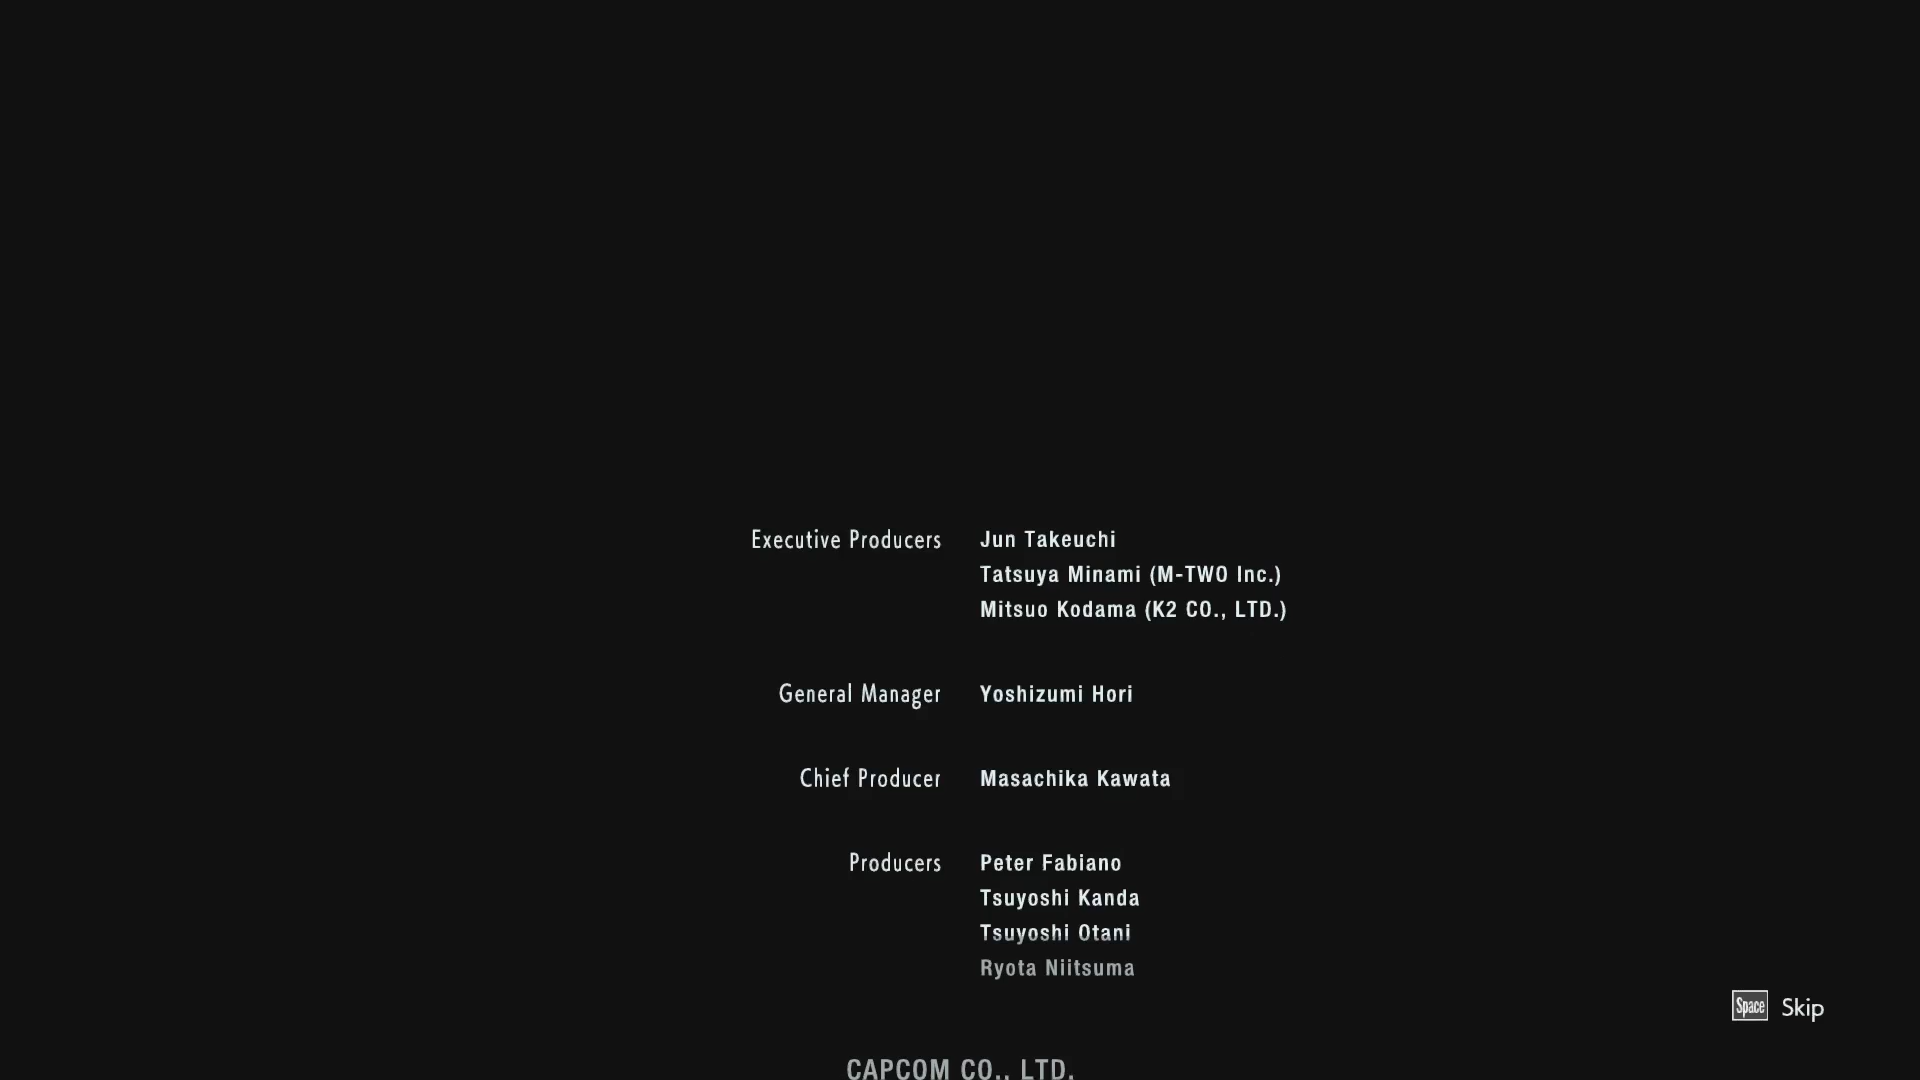 Executive Producers Jun Takeuchi
Tatsuya Minami (M-TWO Inc.)
Mitsuo Kodama (K2 CO., LTD.)
General Manager Yoshizumi Hori
Chief Producer Masachika Kawata
Producers Peter Fabiano
Tsuyoshi Kanda
Tsuyoshi Otani
Ryota Niitsuma
Space Skip
CAPCOM CO., LTD.